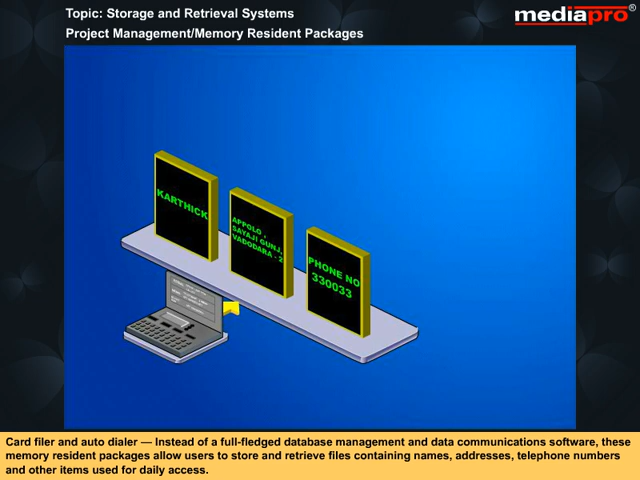 Topic: Storage and Retrieval Systems
Project Management/Memory Resident Packages
mediapro®
KARTHICK
APPOLO ,
SAYAJI GUNJ,
VADODARA - 2
PHONE NO
330033
Card filer and auto dialer — Instead of a full-fledged database management and data communications software, these
memory resident packages allow users to store and retrieve files containing names, addresses, telephone numbers
and other items used for daily access.